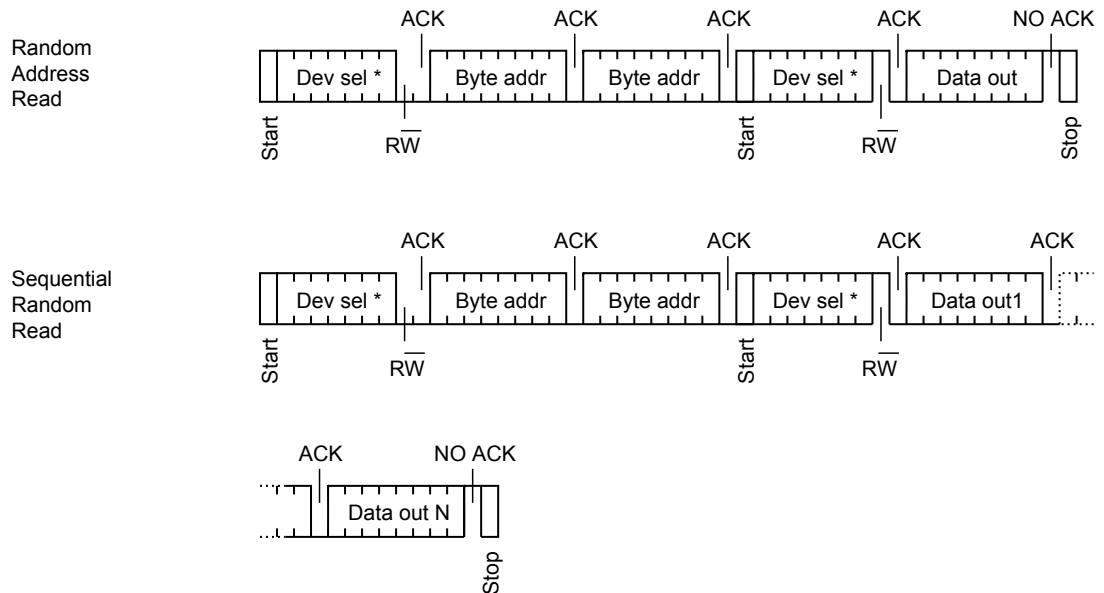 ACK ACK ACK ACK NO ACK
Random
Address
Read
Dev sel * Byte addr Byte addr Dev sel * Data out
Start RW Start RW Stop
ACK ACK ACK ACK ACK
Sequential
Random
Read
Dev sel * Byte addr Byte addr Dev sel * Data out1
Start RW Start RW
ACK NO ACK
Data out N
Stop